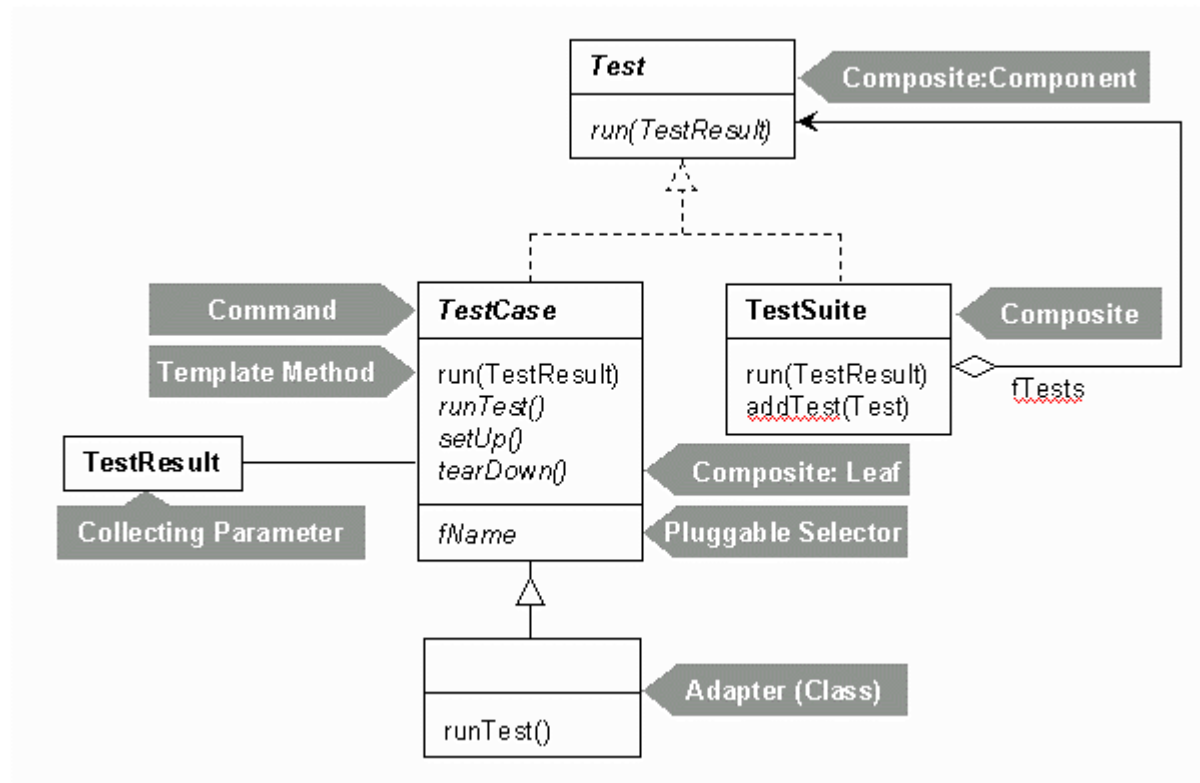 Test
Composite:Component
run(TestResult)
Command
TestCase
TestSuite
Composite
Template Method
run(TestResult)
runTest()
setUp()
tearDown()
run(TestResult)
addTest(Test)
fTests
TestResult
Composite: Leaf
Collecting Parameter
fName
Pluggable Selector
Adapter (Class)
runTest()